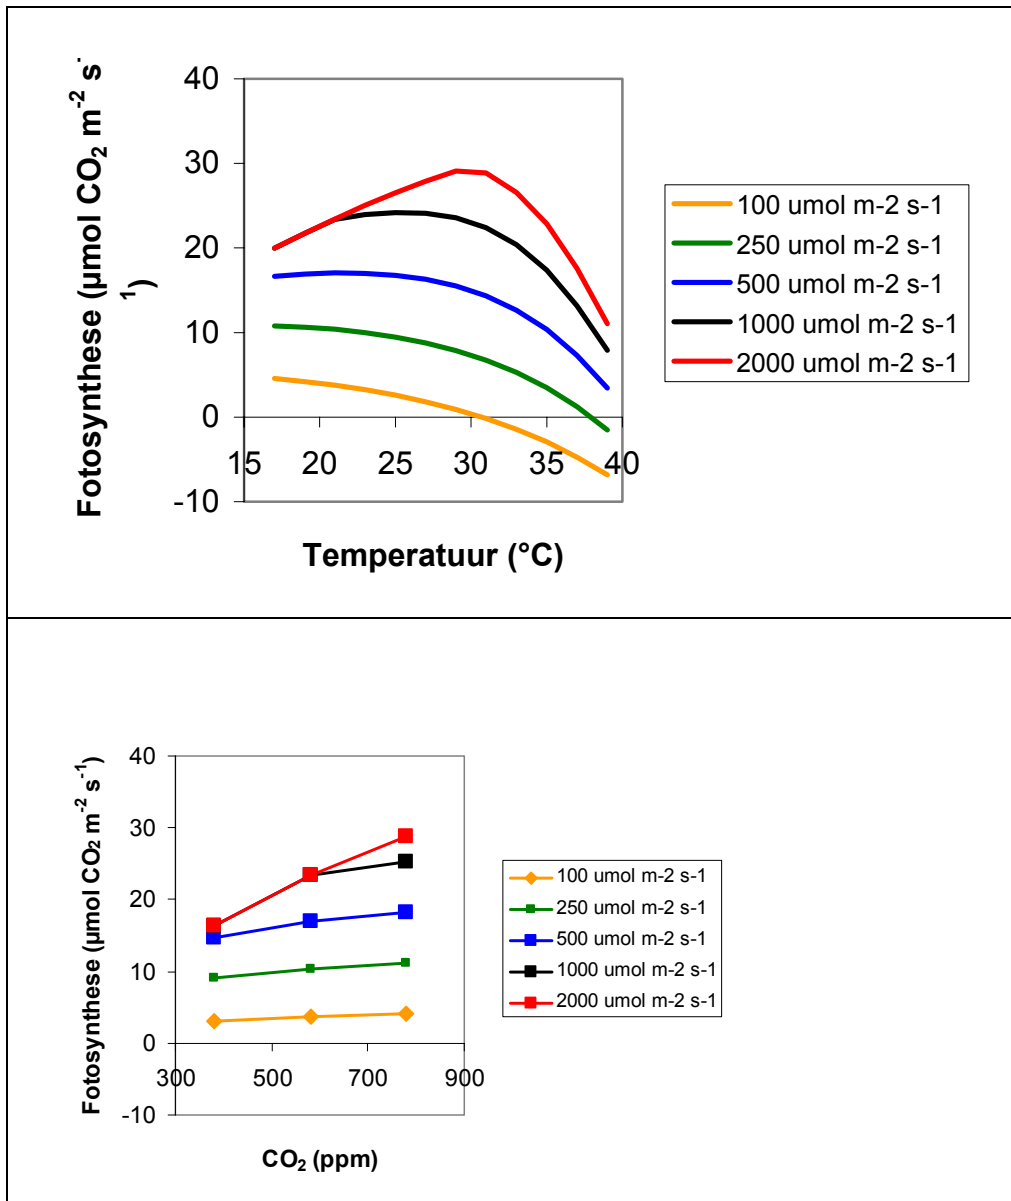 Fotosynthese (µmol CO₂ m⁻² s⁻
¹)
40
30
20
10
0
-10
15 20 25 30 35 40
Temperatuur (°C)
100 umol m-2 s-1
250 umol m-2 s-1
500 umol m-2 s-1
1000 umol m-2 s-1
2000 umol m-2 s-1
Fotosynthese (µmol CO₂ m⁻² s⁻¹)
40
30
20
10
0
-10
300 500 700 900
CO₂ (ppm)
100 umol m-2 s-1
250 umol m-2 s-1
500 umol m-2 s-1
1000 umol m-2 s-1
2000 umol m-2 s-1